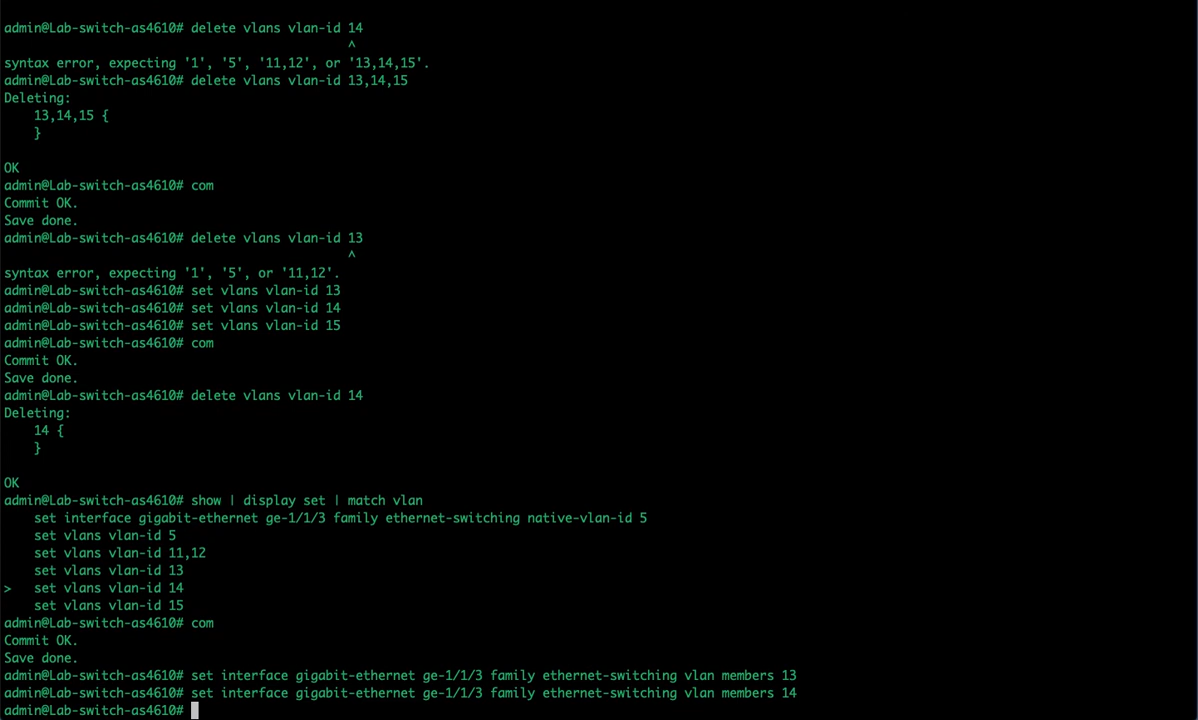 admin@Lab-switch-as4610# delete vlans vlan-id 14
^
syntax error, expecting '1', '5', '11,12', or '13,14,15'.
admin@Lab-switch-as4610# delete vlans vlan-id 13,14,15
Deleting:
    13,14,15 {
    }

OK
admin@Lab-switch-as4610# com
Commit OK.
Save done.
admin@Lab-switch-as4610# delete vlans vlan-id 13
^
syntax error, expecting '1', '5', or '11,12'.
admin@Lab-switch-as4610# set vlans vlan-id 13
admin@Lab-switch-as4610# set vlans vlan-id 14
admin@Lab-switch-as4610# set vlans vlan-id 15
admin@Lab-switch-as4610# com
Commit OK.
Save done.
admin@Lab-switch-as4610# delete vlans vlan-id 14
Deleting:
    14 {
    }

OK
admin@Lab-switch-as4610# show | display set | match vlan
    set interface gigabit-ethernet ge-1/1/3 family ethernet-switching native-vlan-id 5
    set vlans vlan-id 5
    set vlans vlan-id 11,12
    set vlans vlan-id 13
>   set vlans vlan-id 14
    set vlans vlan-id 15
admin@Lab-switch-as4610# com
Commit OK.
Save done.
admin@Lab-switch-as4610# set interface gigabit-ethernet ge-1/1/3 family ethernet-switching vlan members 13
admin@Lab-switch-as4610# set interface gigabit-ethernet ge-1/1/3 family ethernet-switching vlan members 14
admin@Lab-switch-as4610#